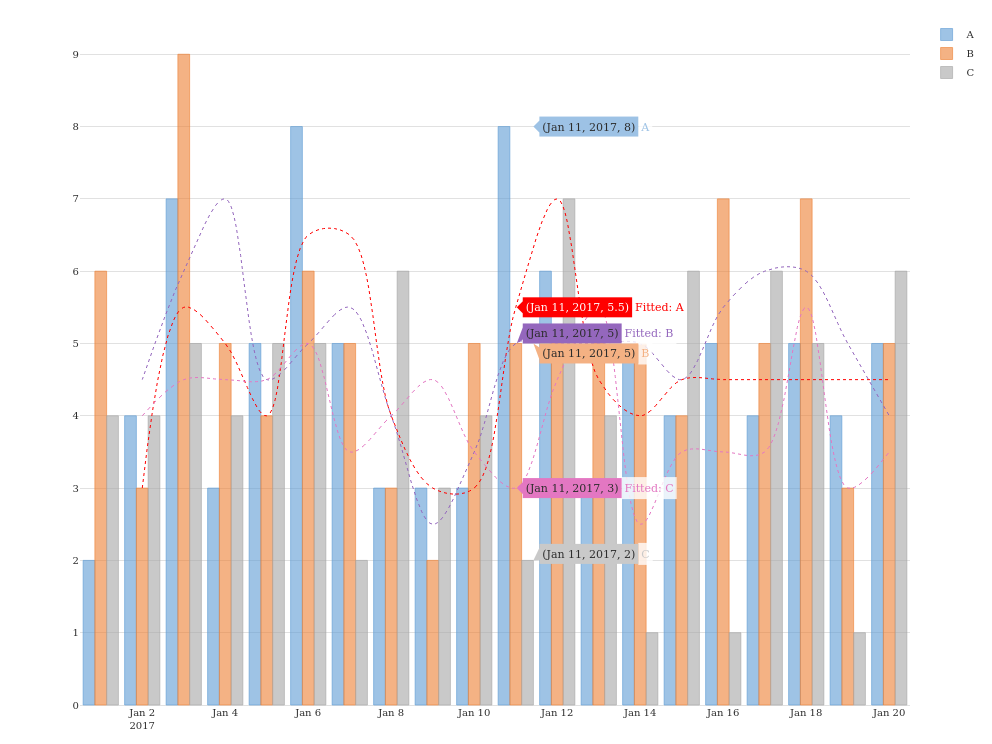 A
B
C
9
8
7
6
5
4
3
2
1
0
(Jan 11, 2017, 8) A
(Jan 11, 2017, 5.5) Fitted: A
(Jan 11, 2017, 5) Fitted: B
(Jan 11, 2017, 5) B
(Jan 11, 2017, 3) Fitted: C
(Jan 11, 2017, 2) C
Jan 2 Jan 4 Jan 6 Jan 8 Jan 10 Jan 12 Jan 14 Jan 16 Jan 18 Jan 20
2017